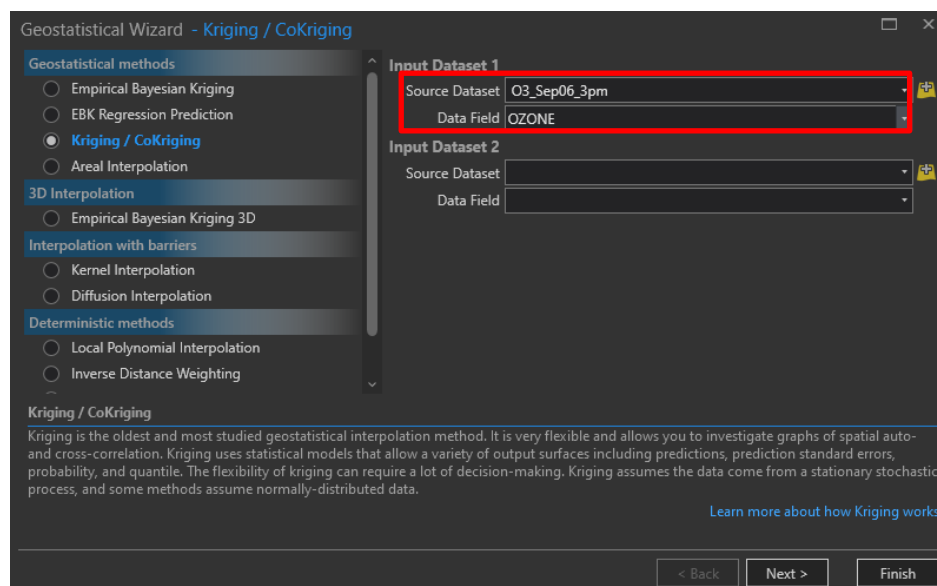 Geostatistical Wizard - Kriging / CoKriging
Geostatistical methods
Empirical Bayesian Kriging
EBK Regression Prediction
Kriging / CoKriging
Areal Interpolation
3D Interpolation
Empirical Bayesian Kriging 3D
Interpolation with barriers
Kernel Interpolation
Diffusion Interpolation
Deterministic methods
Local Polynomial Interpolation
Inverse Distance Weighting
Input Dataset 1
Source Dataset O3_Sep06_3pm
Data Field OZONE
Input Dataset 2
Source Dataset
Data Field
Kriging / CoKriging
Kriging is the oldest and most studied geostatistical interpolation method. It is very flexible and allows you to investigate graphs of spatial auto-
and cross-correlation. Kriging uses statistical models that allow a variety of output surfaces including predictions, prediction standard errors,
probability, and quantile. The flexibility of kriging can require a lot of decision-making. Kriging assumes the data come from a stationary stochastic
process, and some methods assume normally-distributed data.
Learn more about how Kriging works
< Back
Next >
Finish